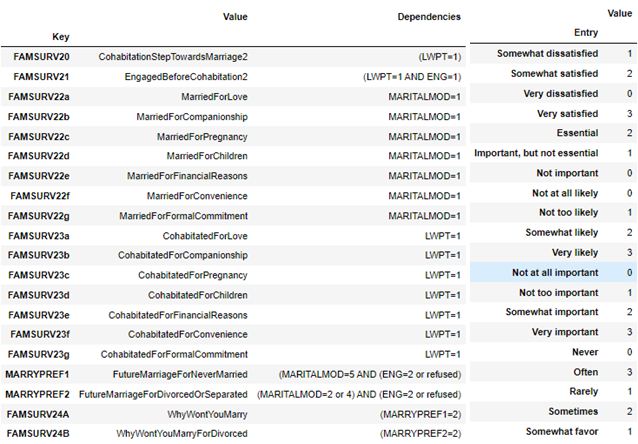 Value Dependencies
Key
FAMSURV20 CohabitationStepTowardsMarriage2 (LWPT=1)
FAMSURV21 EngagedBeforeCohabitation2 (LWPT=1 AND ENG=1)
FAMSURV22a MarriedForLove MARITALMOD=1
FAMSURV22b MarriedForCompanionship MARITALMOD=1
FAMSURV22c MarriedForPregnancy MARITALMOD=1
FAMSURV22d MarriedForChildren MARITALMOD=1
FAMSURV22e MarriedForFinancialReasons MARITALMOD=1
FAMSURV22f MarriedForConvenience MARITALMOD=1
FAMSURV22g MarriedForFormalCommitment MARITALMOD=1
FAMSURV23a CohabitatedForLove LWPT=1
FAMSURV23b CohabitatedForCompanionship LWPT=1
FAMSURV23c CohabitatedForPregnancy LWPT=1
FAMSURV23d CohabitatedForChildren LWPT=1
FAMSURV23e CohabitatedForFinancialReasons LWPT=1
FAMSURV23f CohabitatedForConvenience LWPT=1
FAMSURV23g CohabitatedForFormalCommitment LWPT=1
MARRYPREF1 FutureMarriageForNeverMarried (MARITALMOD=5 AND (ENG=2 or refused)
MARRYPREF2 FutureMarriageForDivorcedOrSeparated (MARITALMOD=2 or 4) AND (ENG=2 or refused)
FAMSURV24A WhyWontYouMarry (MARRYPREF1=2)
FAMSURV24B WhyWontYouMarryForDivorced (MARRYPREF2=2)
Value
Entry
Somewhat dissatisfied 1
Somewhat satisfied 2
Very dissatisfied 0
Very satisfied 3
Essential 2
Important, but not essential 1
Not important 0
Not at all likely 0
Not too likely 1
Somewhat likely 2
Very likely 3
Not at all important 0
Not too important 1
Somewhat important 2
Very important 3
Never 0
Often 3
Rarely 1
Sometimes 2
Somewhat favor 1